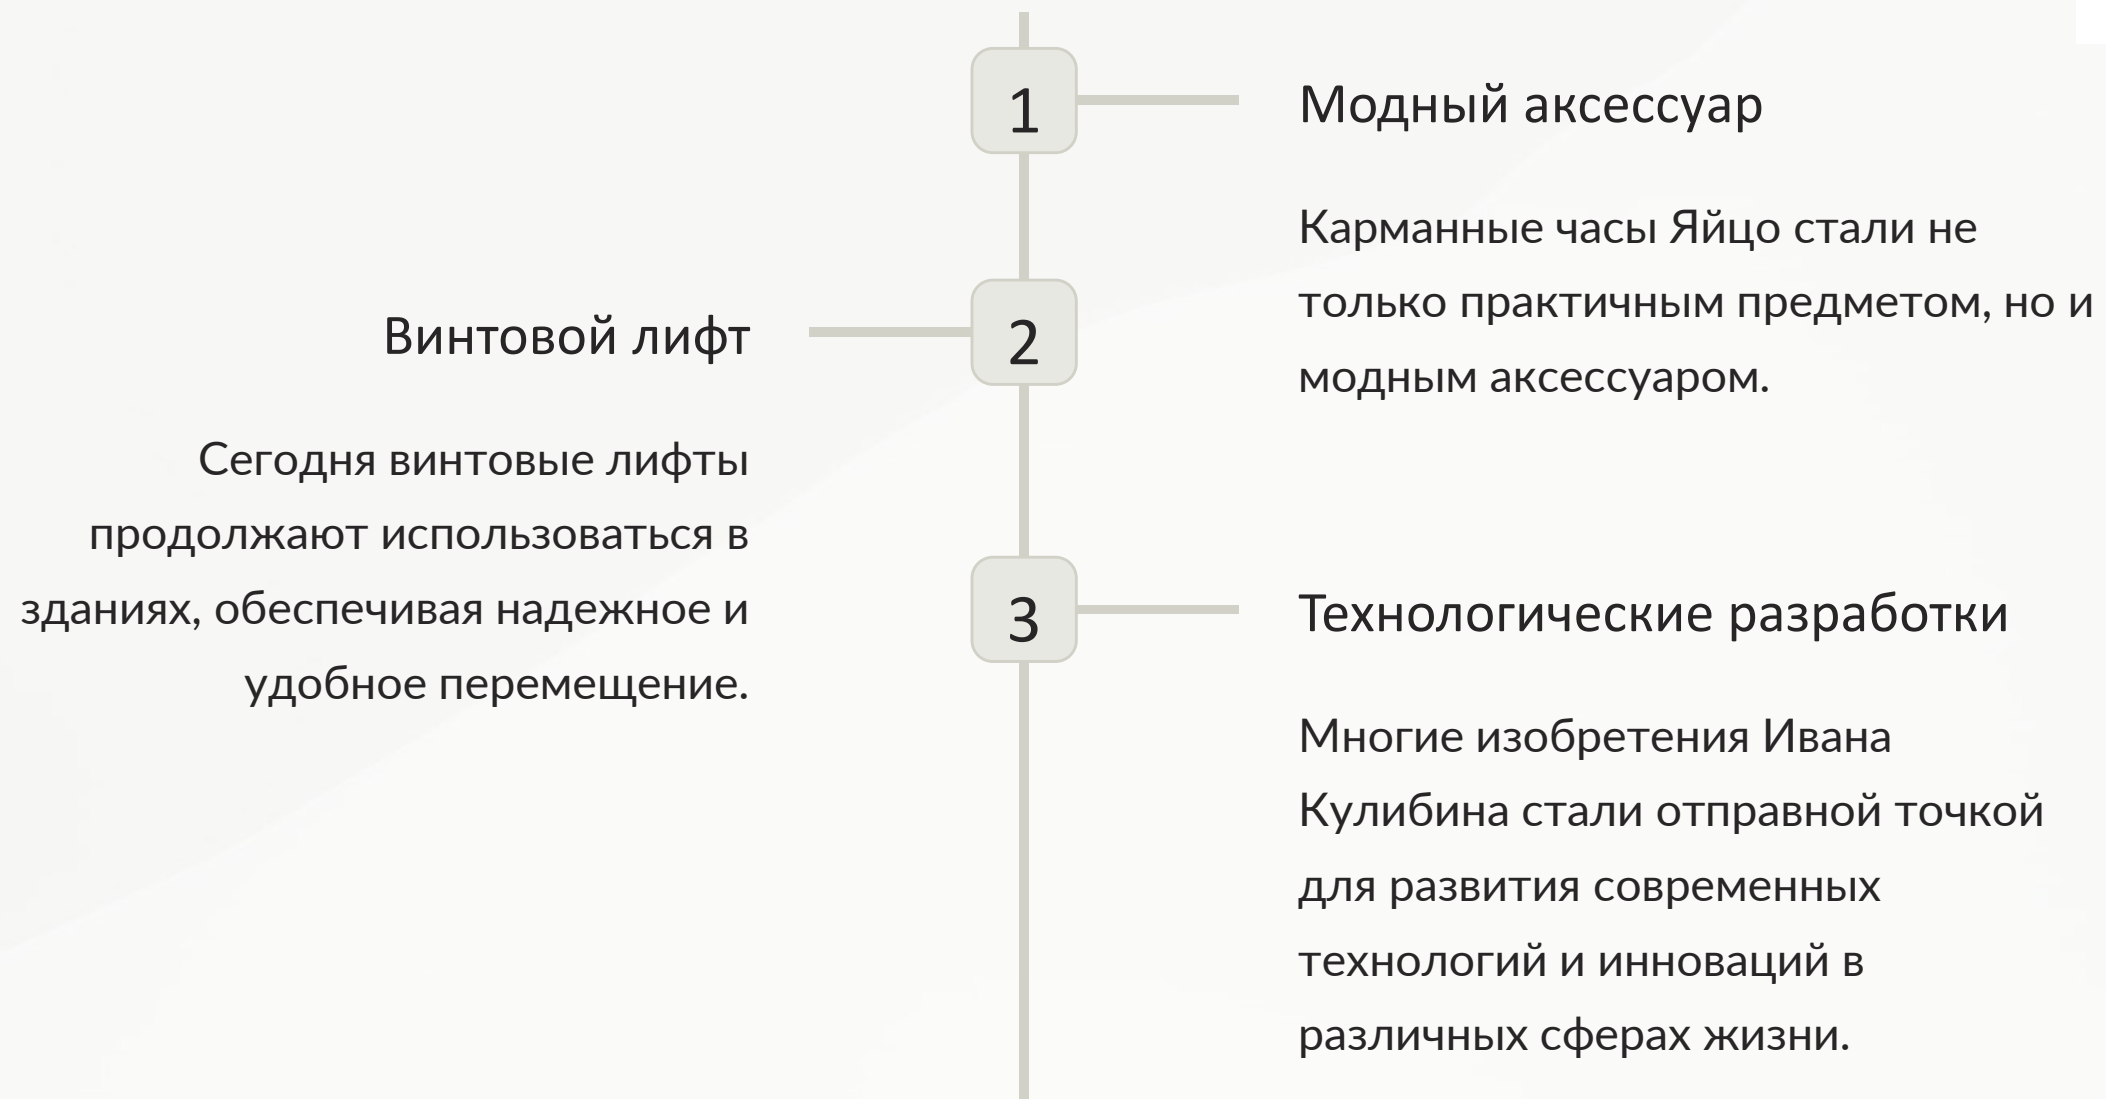 1
Модный аксессуар
Карманные часы Яйцо стали не
только практичным предметом, но и
модным аксессуаром.
2
Винтовой лифт
Сегодня винтовые лифты
продолжают использоваться в
зданиях, обеспечивая надежное и
удобное перемещение.
3
Технологические разработки
Многие изобретения Ивана
Кулибина стали отправной точкой
для развития современных
технологий и инноваций в
различных сферах жизни.